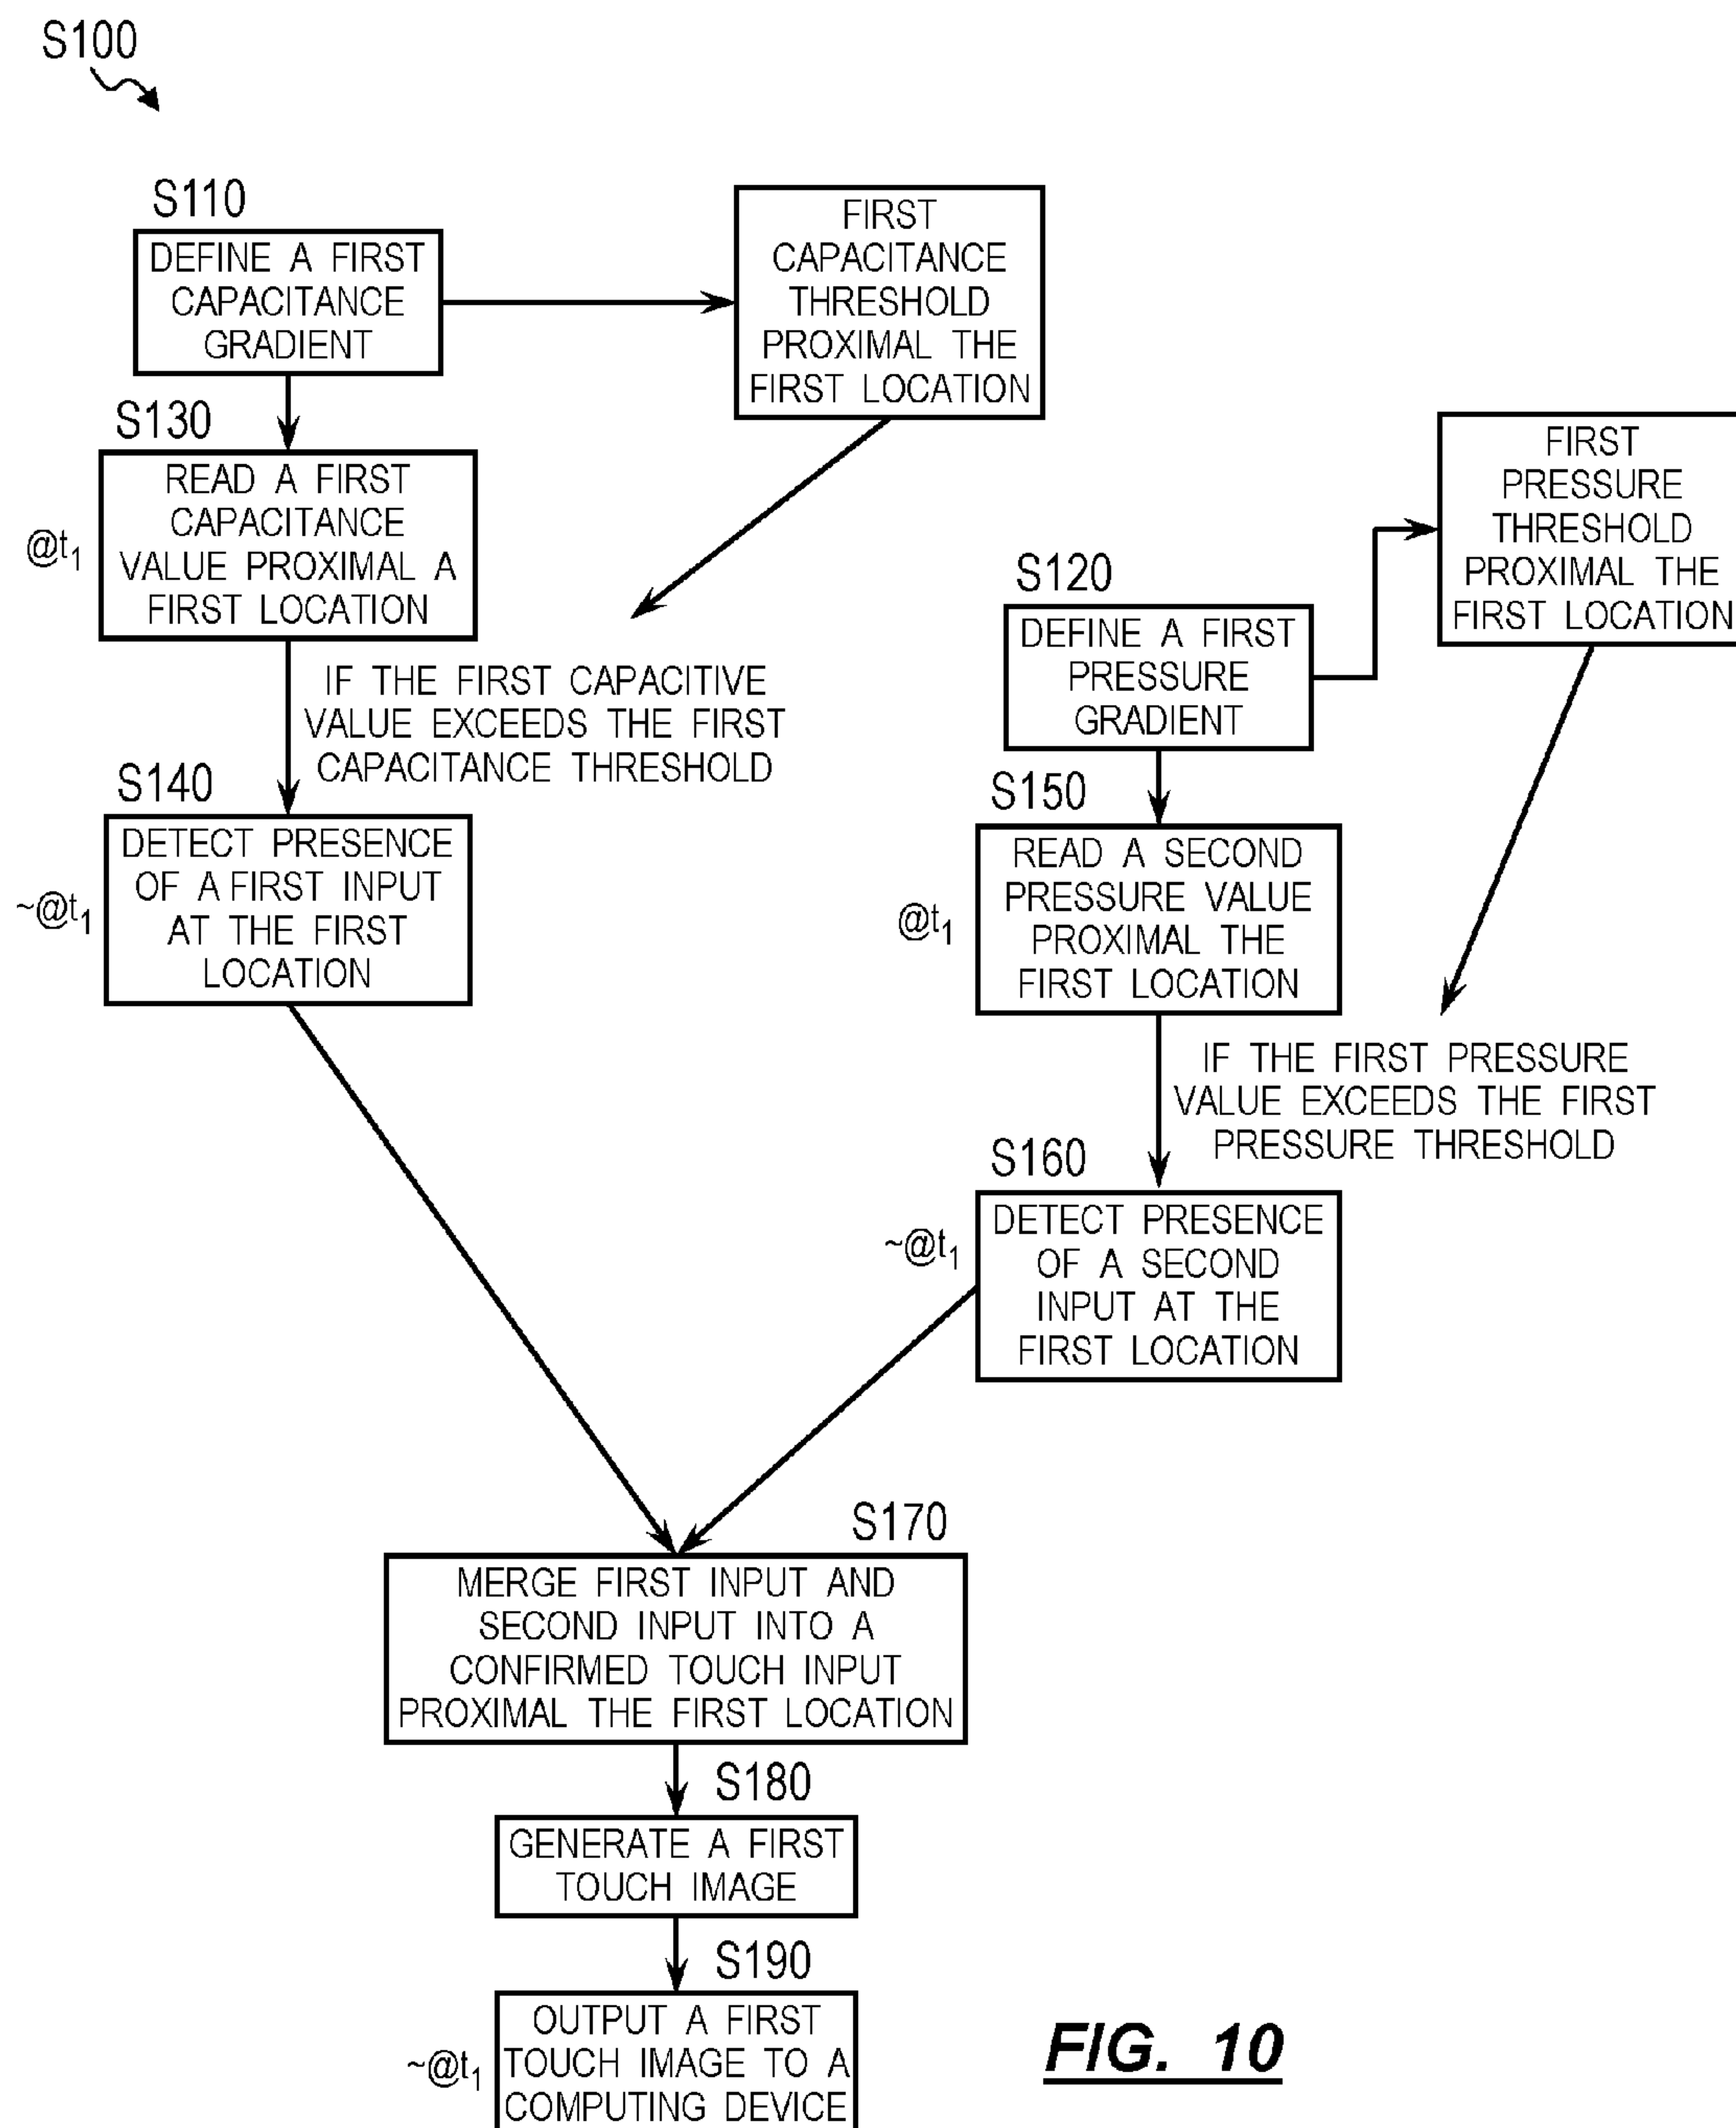 S100
S110
DEFINE A FIRST
CAPACITANCE
GRADIENT
FIRST
CAPACITANCE
THRESHOLD
PROXIMAL THE
FIRST LOCATION
S130
@t1
READ A FIRST
CAPACITANCE
VALUE PROXIMAL A
FIRST LOCATION
IF THE FIRST CAPACITIVE
VALUE EXCEEDS THE FIRST
CAPACITANCE THRESHOLD
S140
~@t1
DETECT PRESENCE
OF A FIRST INPUT
AT THE FIRST
LOCATION
S120
DEFINE A FIRST
PRESSURE
GRADIENT
FIRST
PRESSURE
THRESHOLD
PROXIMAL THE
FIRST LOCATION
S150
@t1
READ A SECOND
PRESSURE VALUE
PROXIMAL THE
FIRST LOCATION
IF THE FIRST PRESSURE
VALUE EXCEEDS THE FIRST
PRESSURE THRESHOLD
S160
~@t1
DETECT PRESENCE
OF A SECOND
INPUT AT THE
FIRST LOCATION
S170
MERGE FIRST INPUT AND
SECOND INPUT INTO A
CONFIRMED TOUCH INPUT
PROXIMAL THE FIRST LOCATION
S180
GENERATE A FIRST
TOUCH IMAGE
S190
~@t1
OUTPUT A FIRST
TOUCH IMAGE TO A
COMPUTING DEVICE
FIG. 10